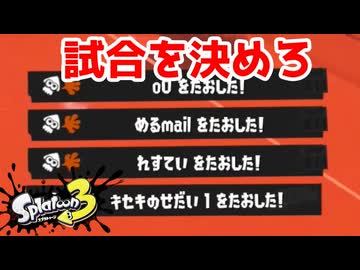 試合を決めろ
oU をたおした!
めるmail をたおした!
れすてぃ をたおした!
キセキのせだい 1 をたおした!
Splatoon 3